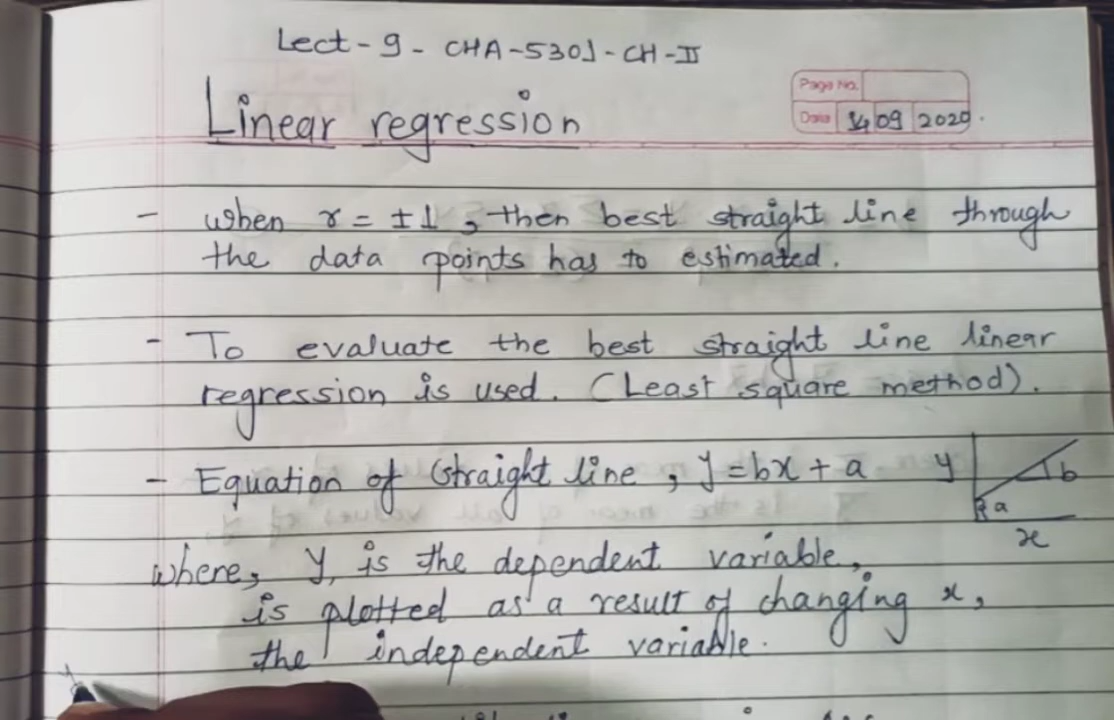 Lect - 9 - CHA - 5301 - CH - II
Page No.
Date 14 09 2020.
Linear regression
- when r = ±1, then best straight line through
the data points has to estimated.
- To evaluate the best straight line linear
regression is used. (Least square method).
- Equation of straight line, y = bx + a
y b
a
x
where, y, is the dependent variable,
is plotted as a result of changing x,
the independent variable.